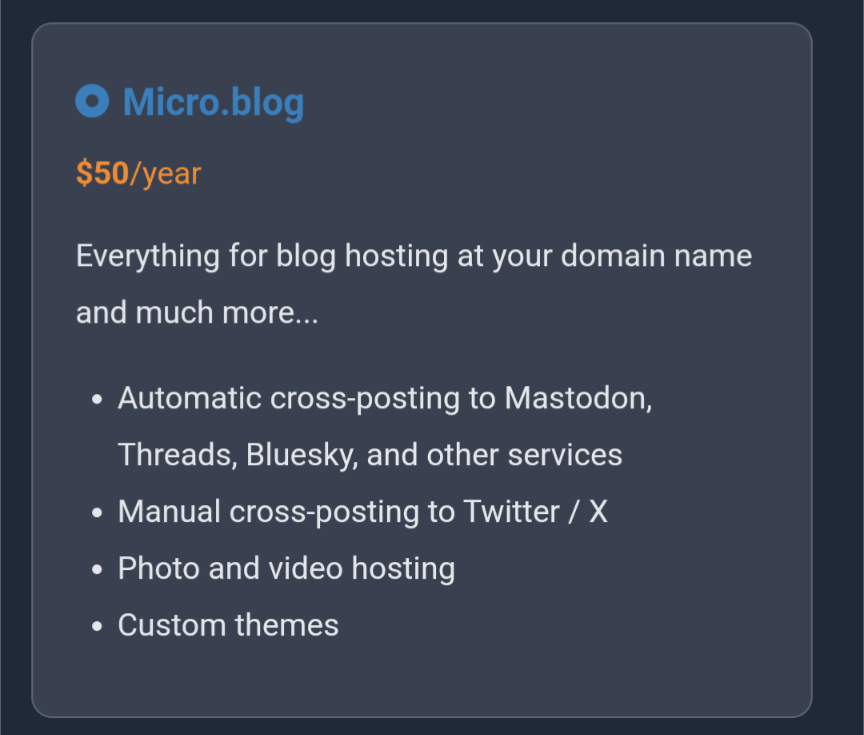 Micro.blog
$50/year
Everything for blog hosting at your domain name
and much more...
• Automatic cross-posting to Mastodon,
Threads, Bluesky, and other services
• Manual cross-posting to Twitter / X
• Photo and video hosting
• Custom themes